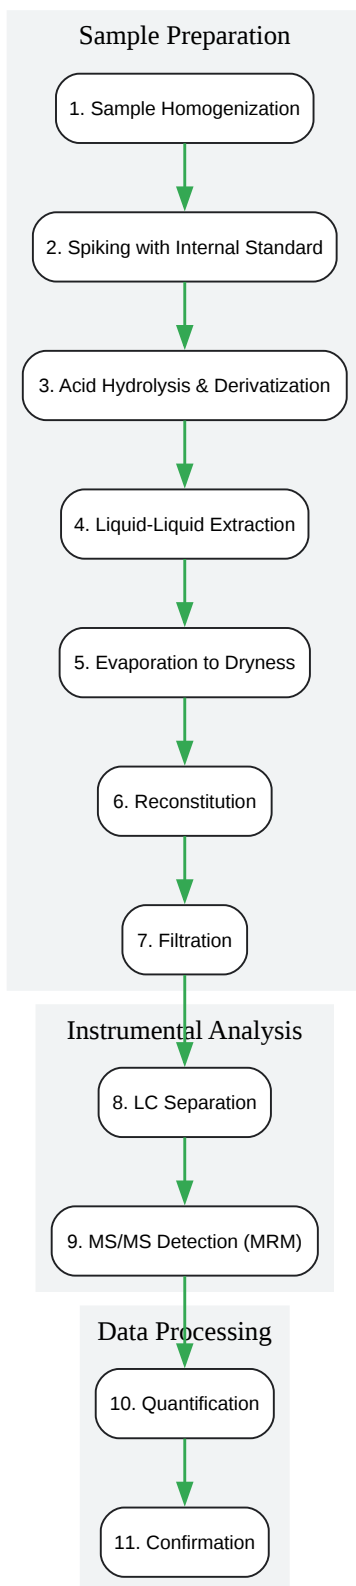 Sample Preparation
1. Sample Homogenization
2. Spiking with Internal Standard
3. Acid Hydrolysis & Derivatization
4. Liquid-Liquid Extraction
5. Evaporation to Dryness
6. Reconstitution
7. Filtration
Instrumental Analysis
8. LC Separation
9. MS/MS Detection (MRM)
Data Processing
10. Quantification
11. Confirmation